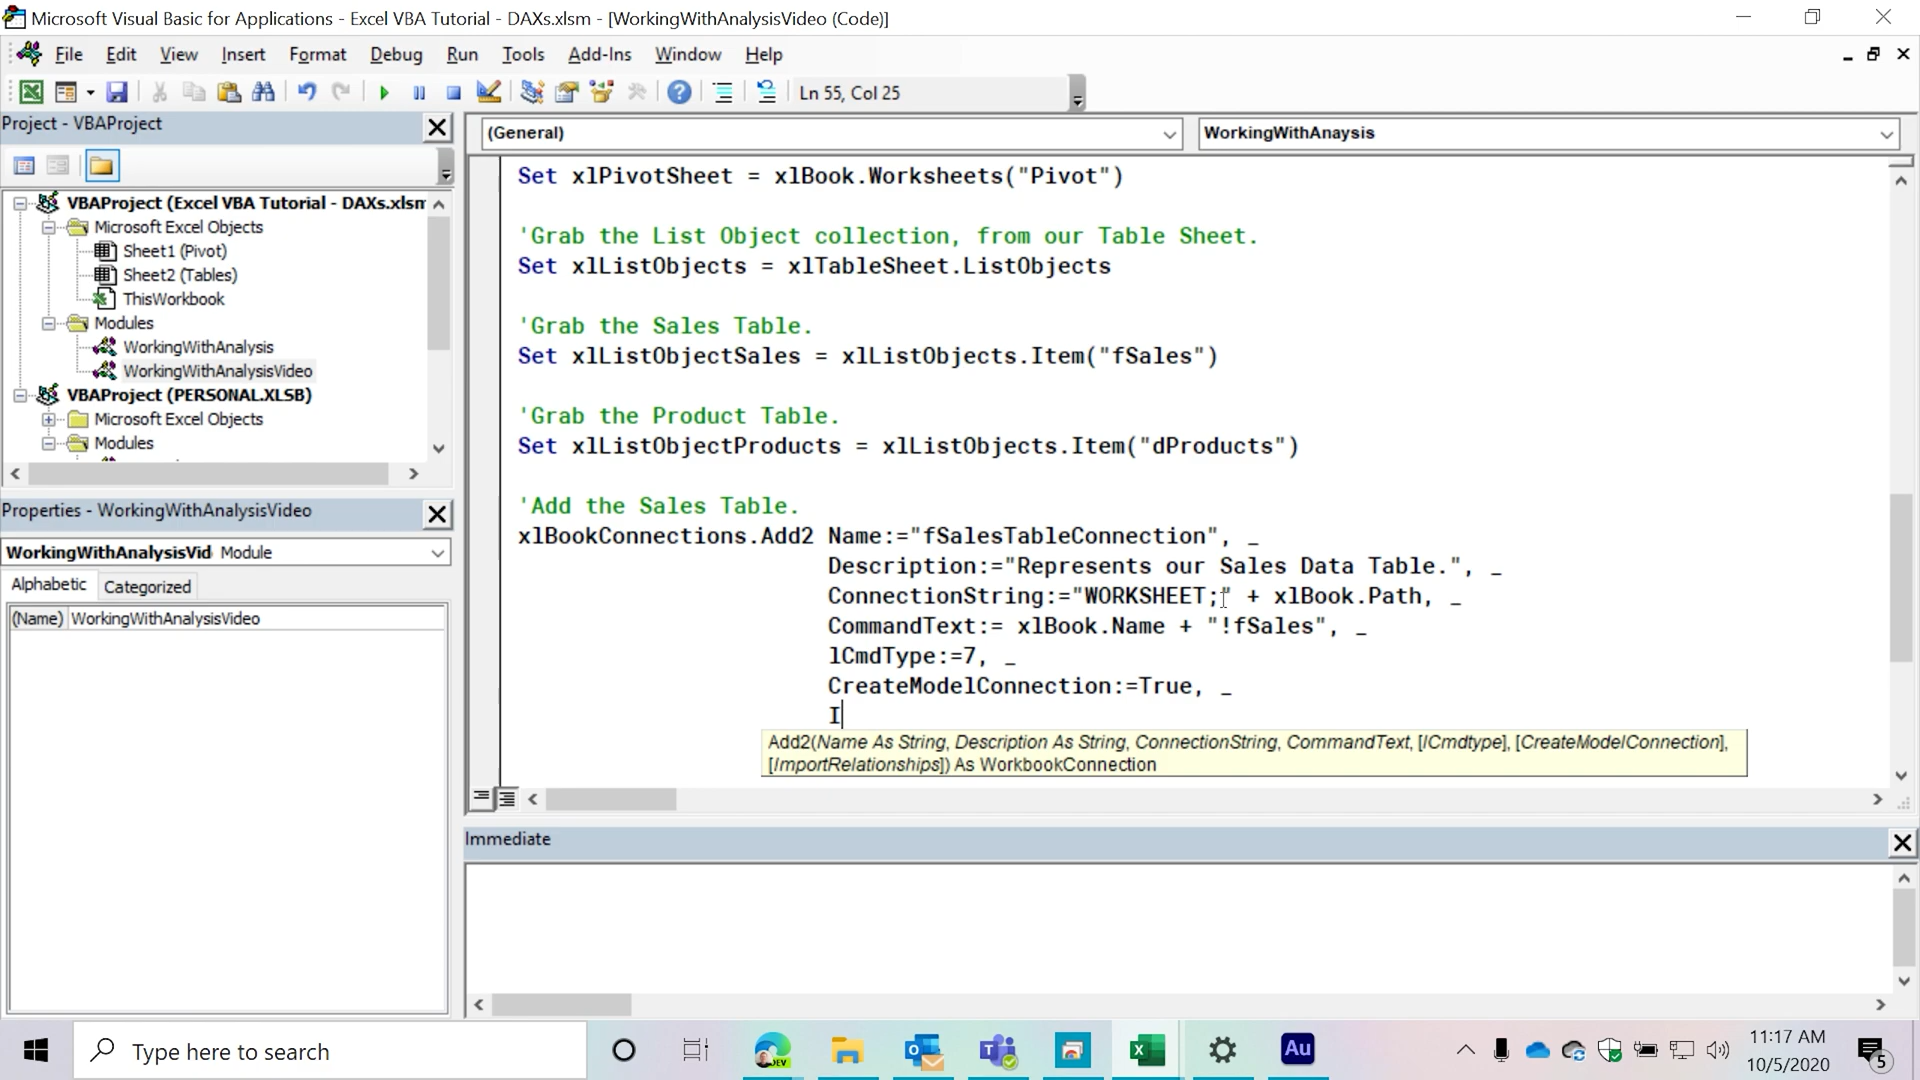 Microsoft Visual Basic for Applications - Excel VBA Tutorial - DAXs.xlsm - [WorkingWithAnalysisVideo (Code)]
File Edit View Insert Format Debug Run Tools Add-Ins Window Help
Ln 55, Col 25
Project - VBAProject
(General)
WorkingWithAnaysis
VBAProject (Excel VBA Tutorial - DAXs.xlsm
Microsoft Excel Objects
Sheet1 (Pivot)
Sheet2 (Tables)
ThisWorkbook
Modules
WorkingWithAnalysis
WorkingWithAnalysisVideo
VBAProject (PERSONAL.XLSB)
Microsoft Excel Objects
Modules
Properties - WorkingWithAnalysisVideo
WorkingWithAnalysisVid Module
Alphabetic Categorized
(Name) WorkingWithAnalysisVideo
Set xlPivotSheet = xlBook.Worksheets("Pivot")
'Grab the List Object collection, from our Table Sheet.
Set xlListObjects = xlTableSheet.ListObjects
'Grab the Sales Table.
Set xlListObjectSales = xlListObjects.Item("fSales")
'Grab the Product Table.
Set xlListObjectProducts = xlListObjects.Item("dProducts")
'Add the Sales Table.
xlBookConnections.Add2 Name:="fSalesTableConnection", _
Description:="Represents our Sales Data Table.", _
ConnectionString:="WORKSHEET;" + xlBook.Path, _
CommandText:= xlBook.Name + "!fSales", _
lCmdType:=7, _
CreateModelConnection:=True, _
I
Add2(Name As String, Description As String, ConnectionString, CommandText, [lCmdtype], [CreateModelConnection],
[ImportRelationships]) As WorkbookConnection
Immediate
Type here to search
DEV
Au
11:17 AM
10/5/2020
5